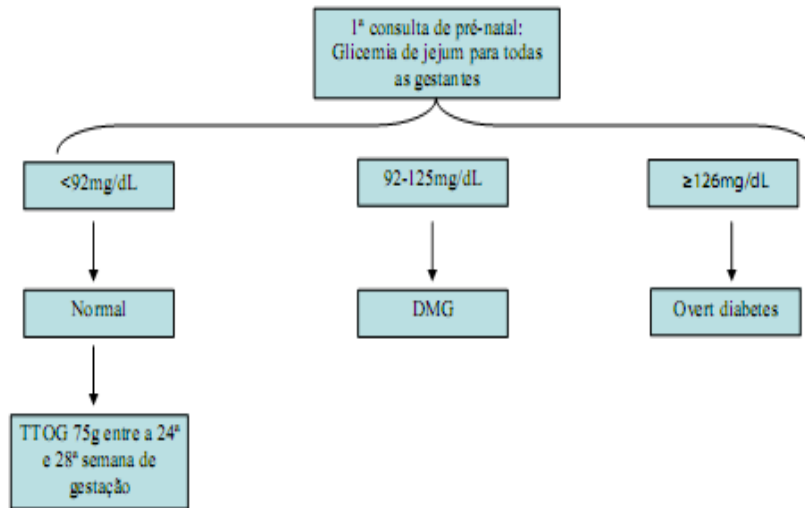 1ª consulta de pré-natal:
Glicemia de jejum para todas
as gestantes
<92mg/dL
92-125mg/dL
≥126mg/dL
Normal
DMG
Overt diabetes
TTOG 75g entre a 24ª
e 28ª semana de
gestação